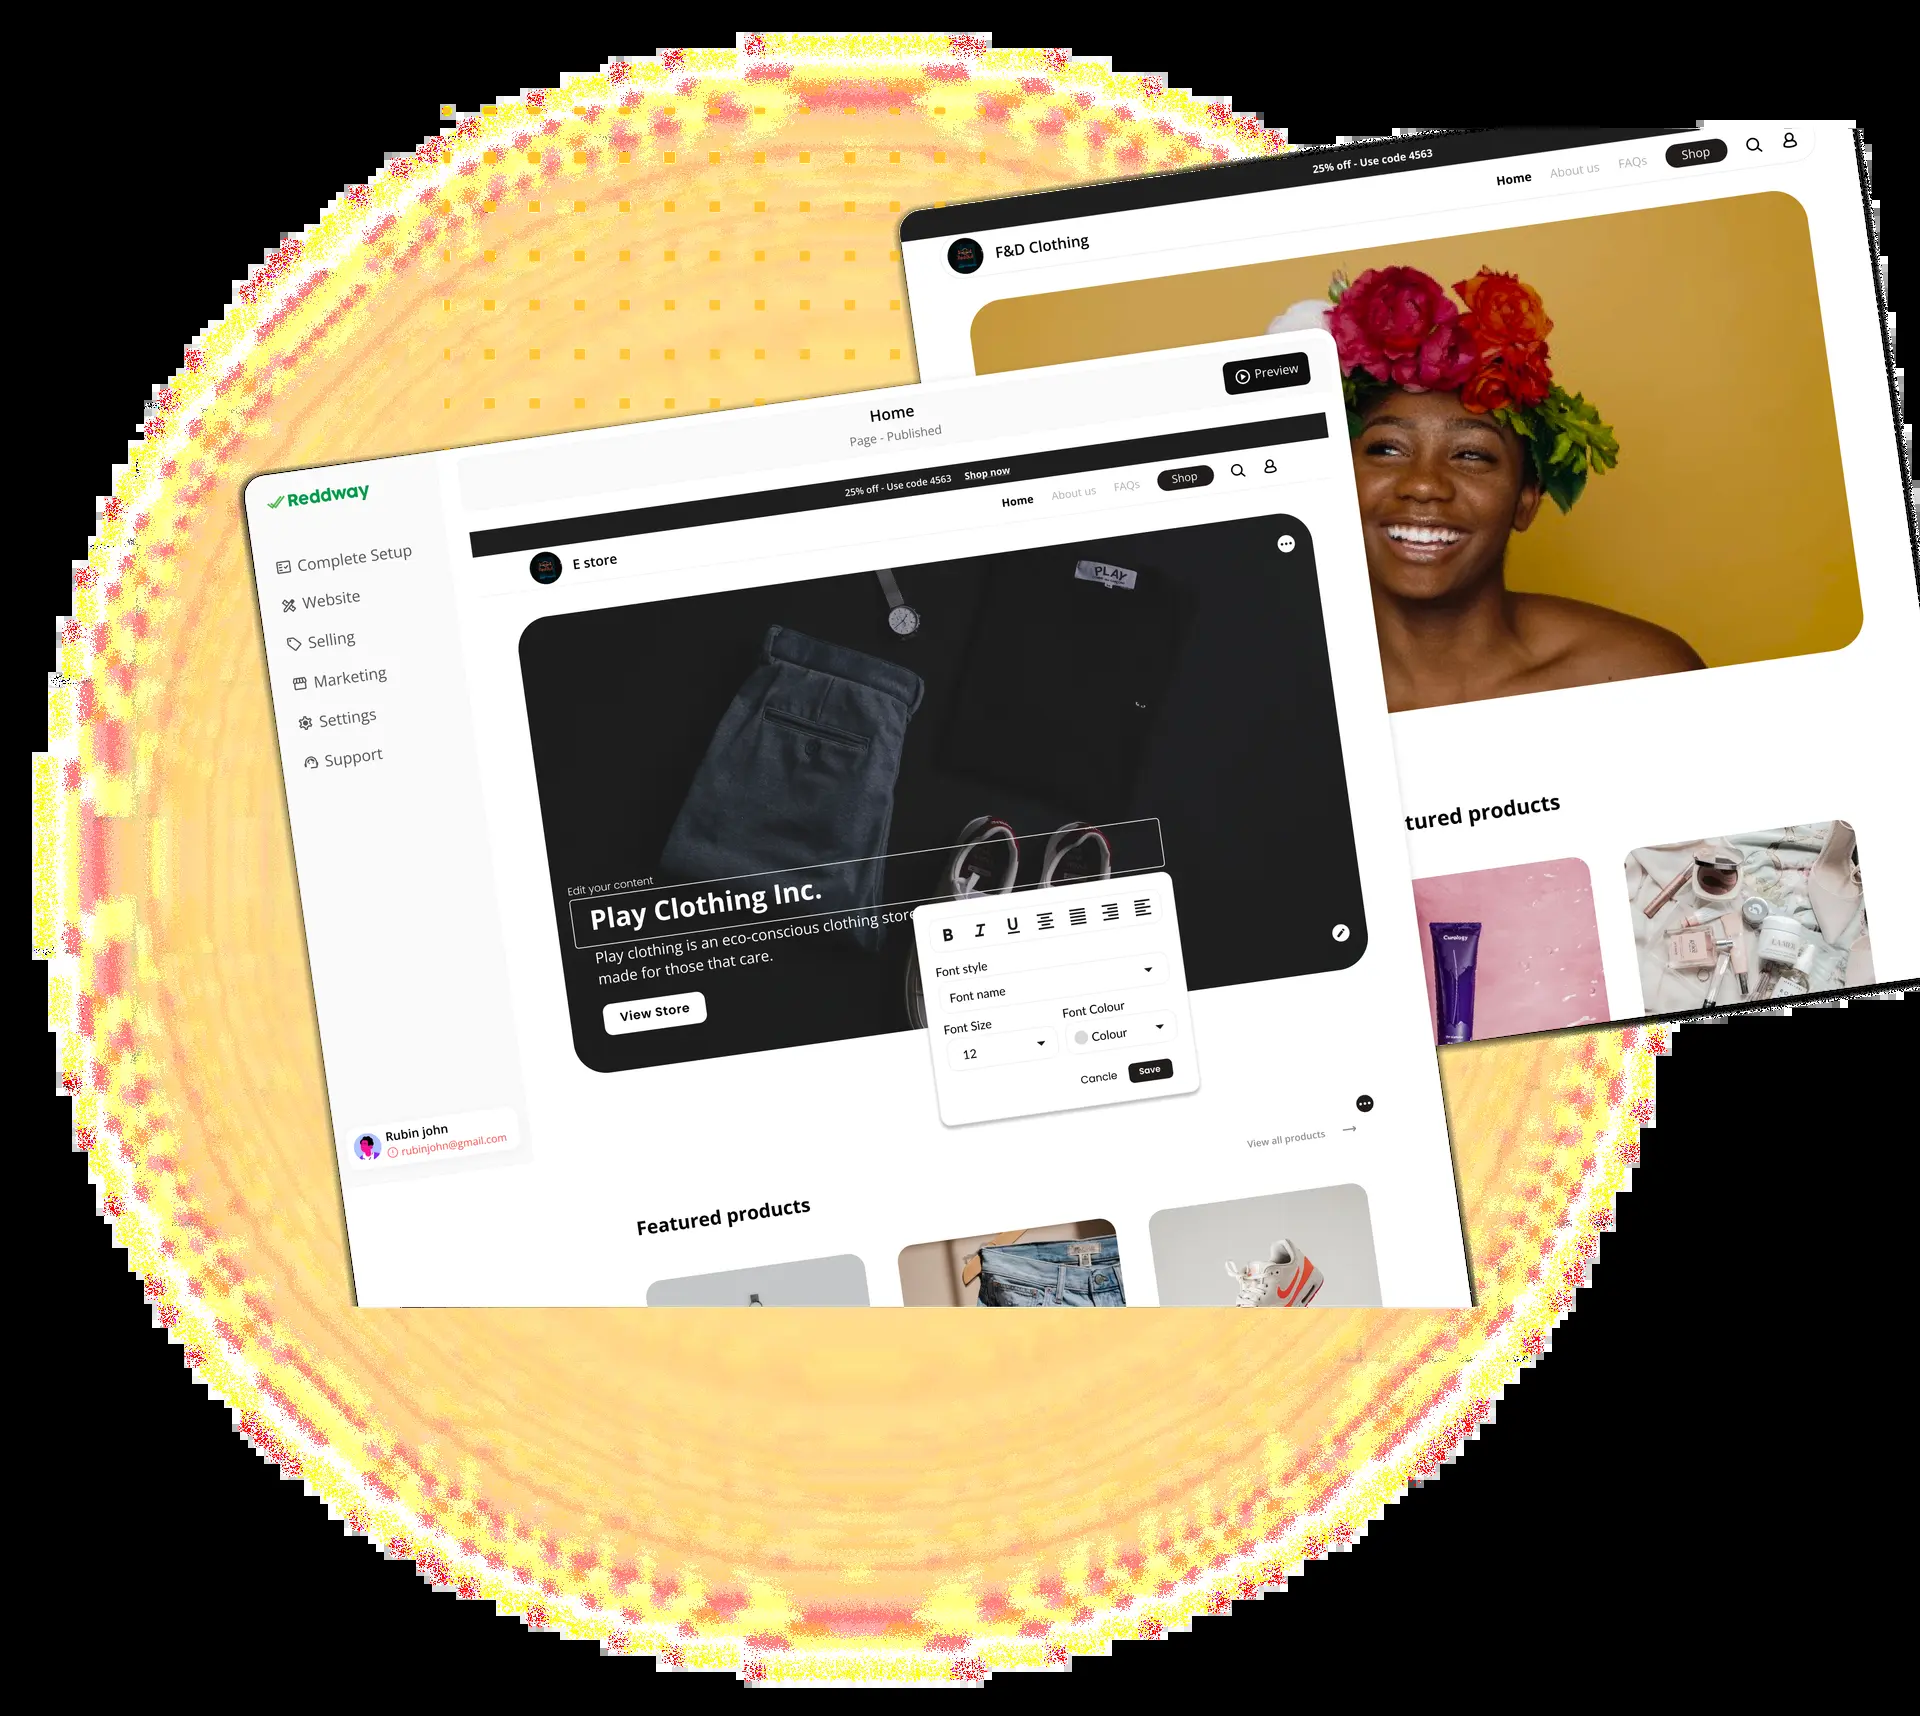 25% off - Use code 4563
Home About us FAQs Shop
F&D Clothing
tured products
Curology
Preview
Home
Page - Published
Reddway
Complete Setup
Website
Selling
Marketing
Settings
Support
Rubin john
rubinjohn@gmail.com
25% off - Use code 4563 Shop now
Home About us FAQs Shop
E store
PLAY
Edit your content
Play Clothing Inc.
Play clothing is an eco-conscious clothing store
made for those that care.
View Store
B I U
Font style
Font name
Font Size
12
Font Colour
Colour
Cancle Save
View all products
Featured products